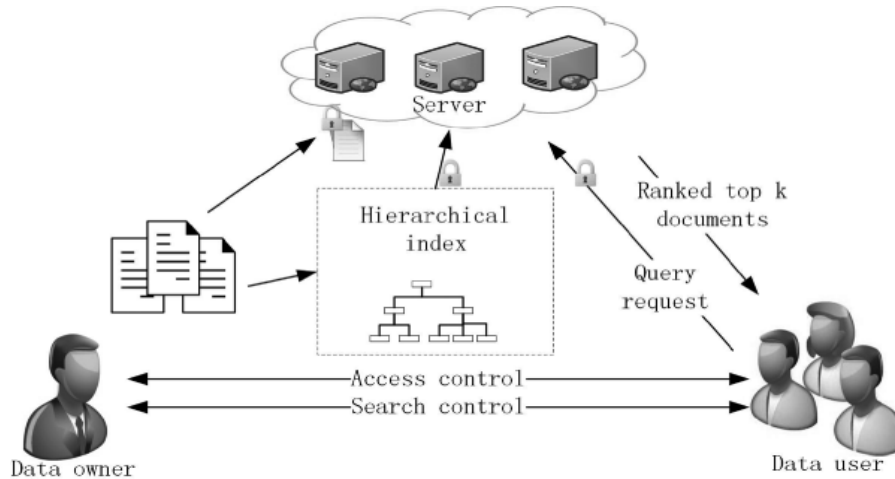 Server
Hierarchical
index
Ranked top k
documents
Query
request
Access control
Search control
Data owner
Data user